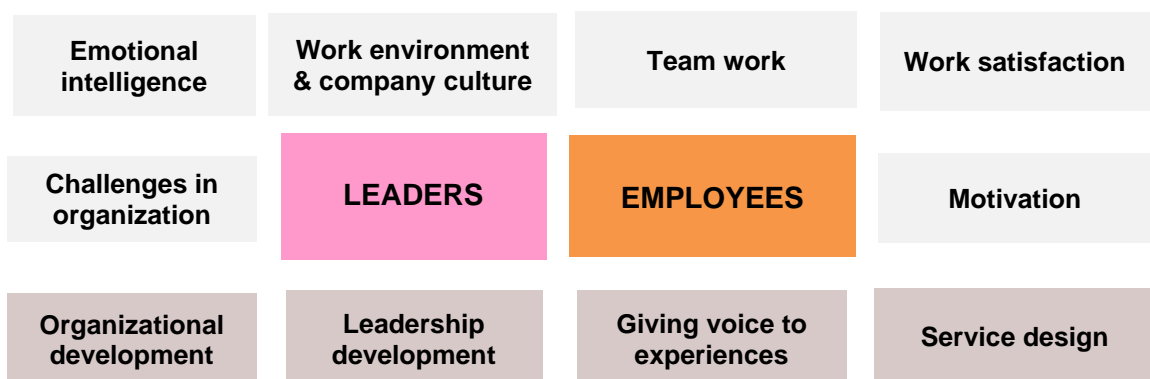 Emotional
intelligence
Work environment
& company culture
Team work
Work satisfaction
Challenges in
organization
LEADERS
EMPLOYEES
Motivation
Organizational
development
Leadership
development
Giving voice to
experiences
Service design